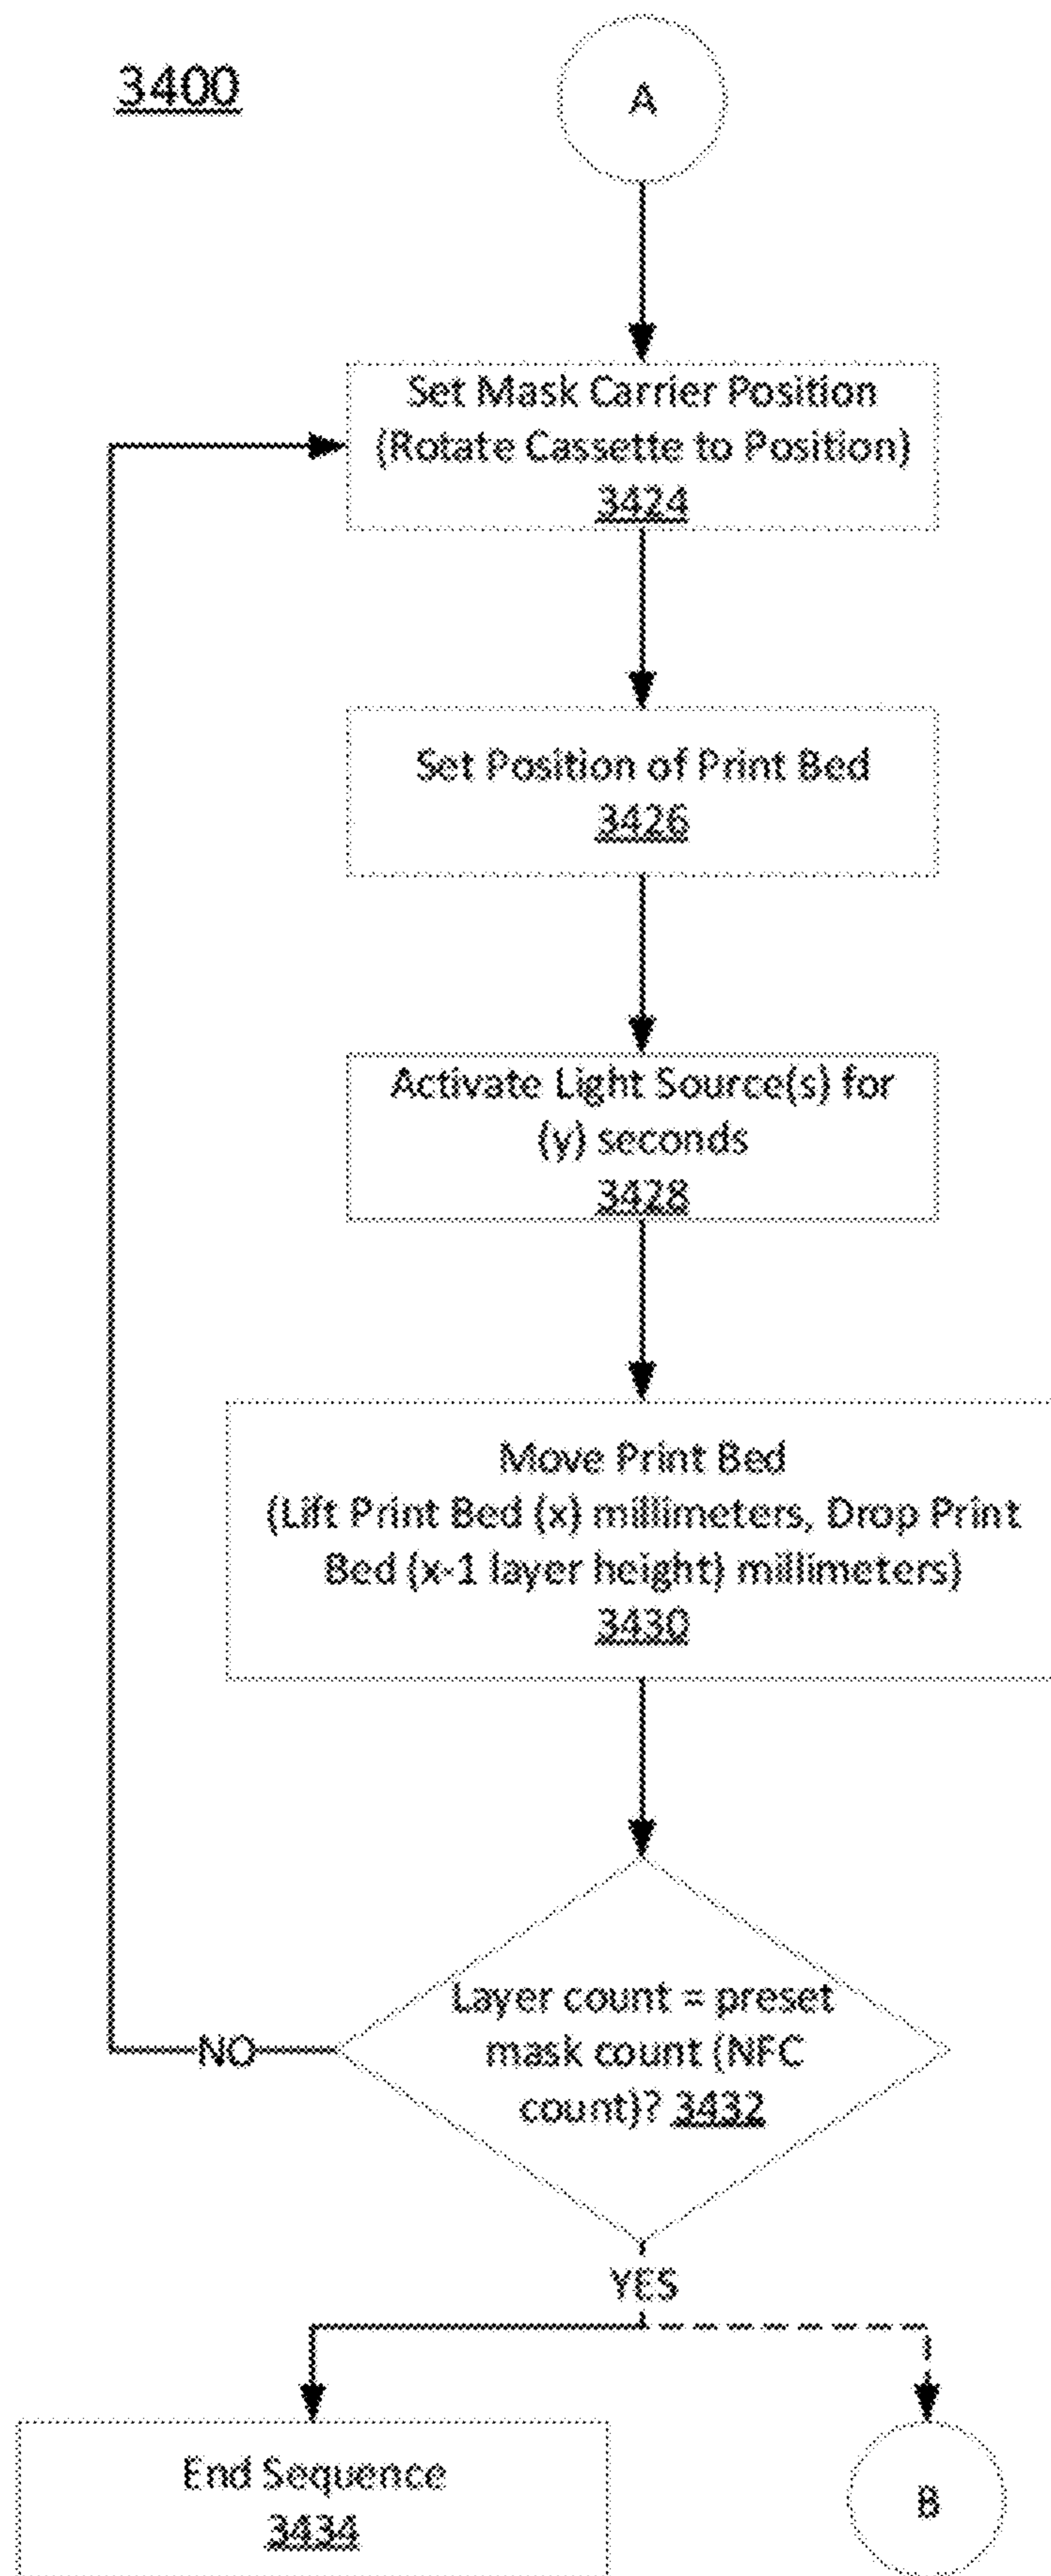 3400
A
Set Mask Carrier Position
(Rotate Cassette to Position)
3424
Set Position of Print Bed
3426
Activate Light Source(s) for
(y) seconds
3428
Move Print Bed
(Lift Print Bed (x) millimeters, Drop Print
Bed (x-1 layer height) millimeters)
3430
Layer count = preset
mask count (NFC
count)? 3432
NO
YES
End Sequence
3434
B